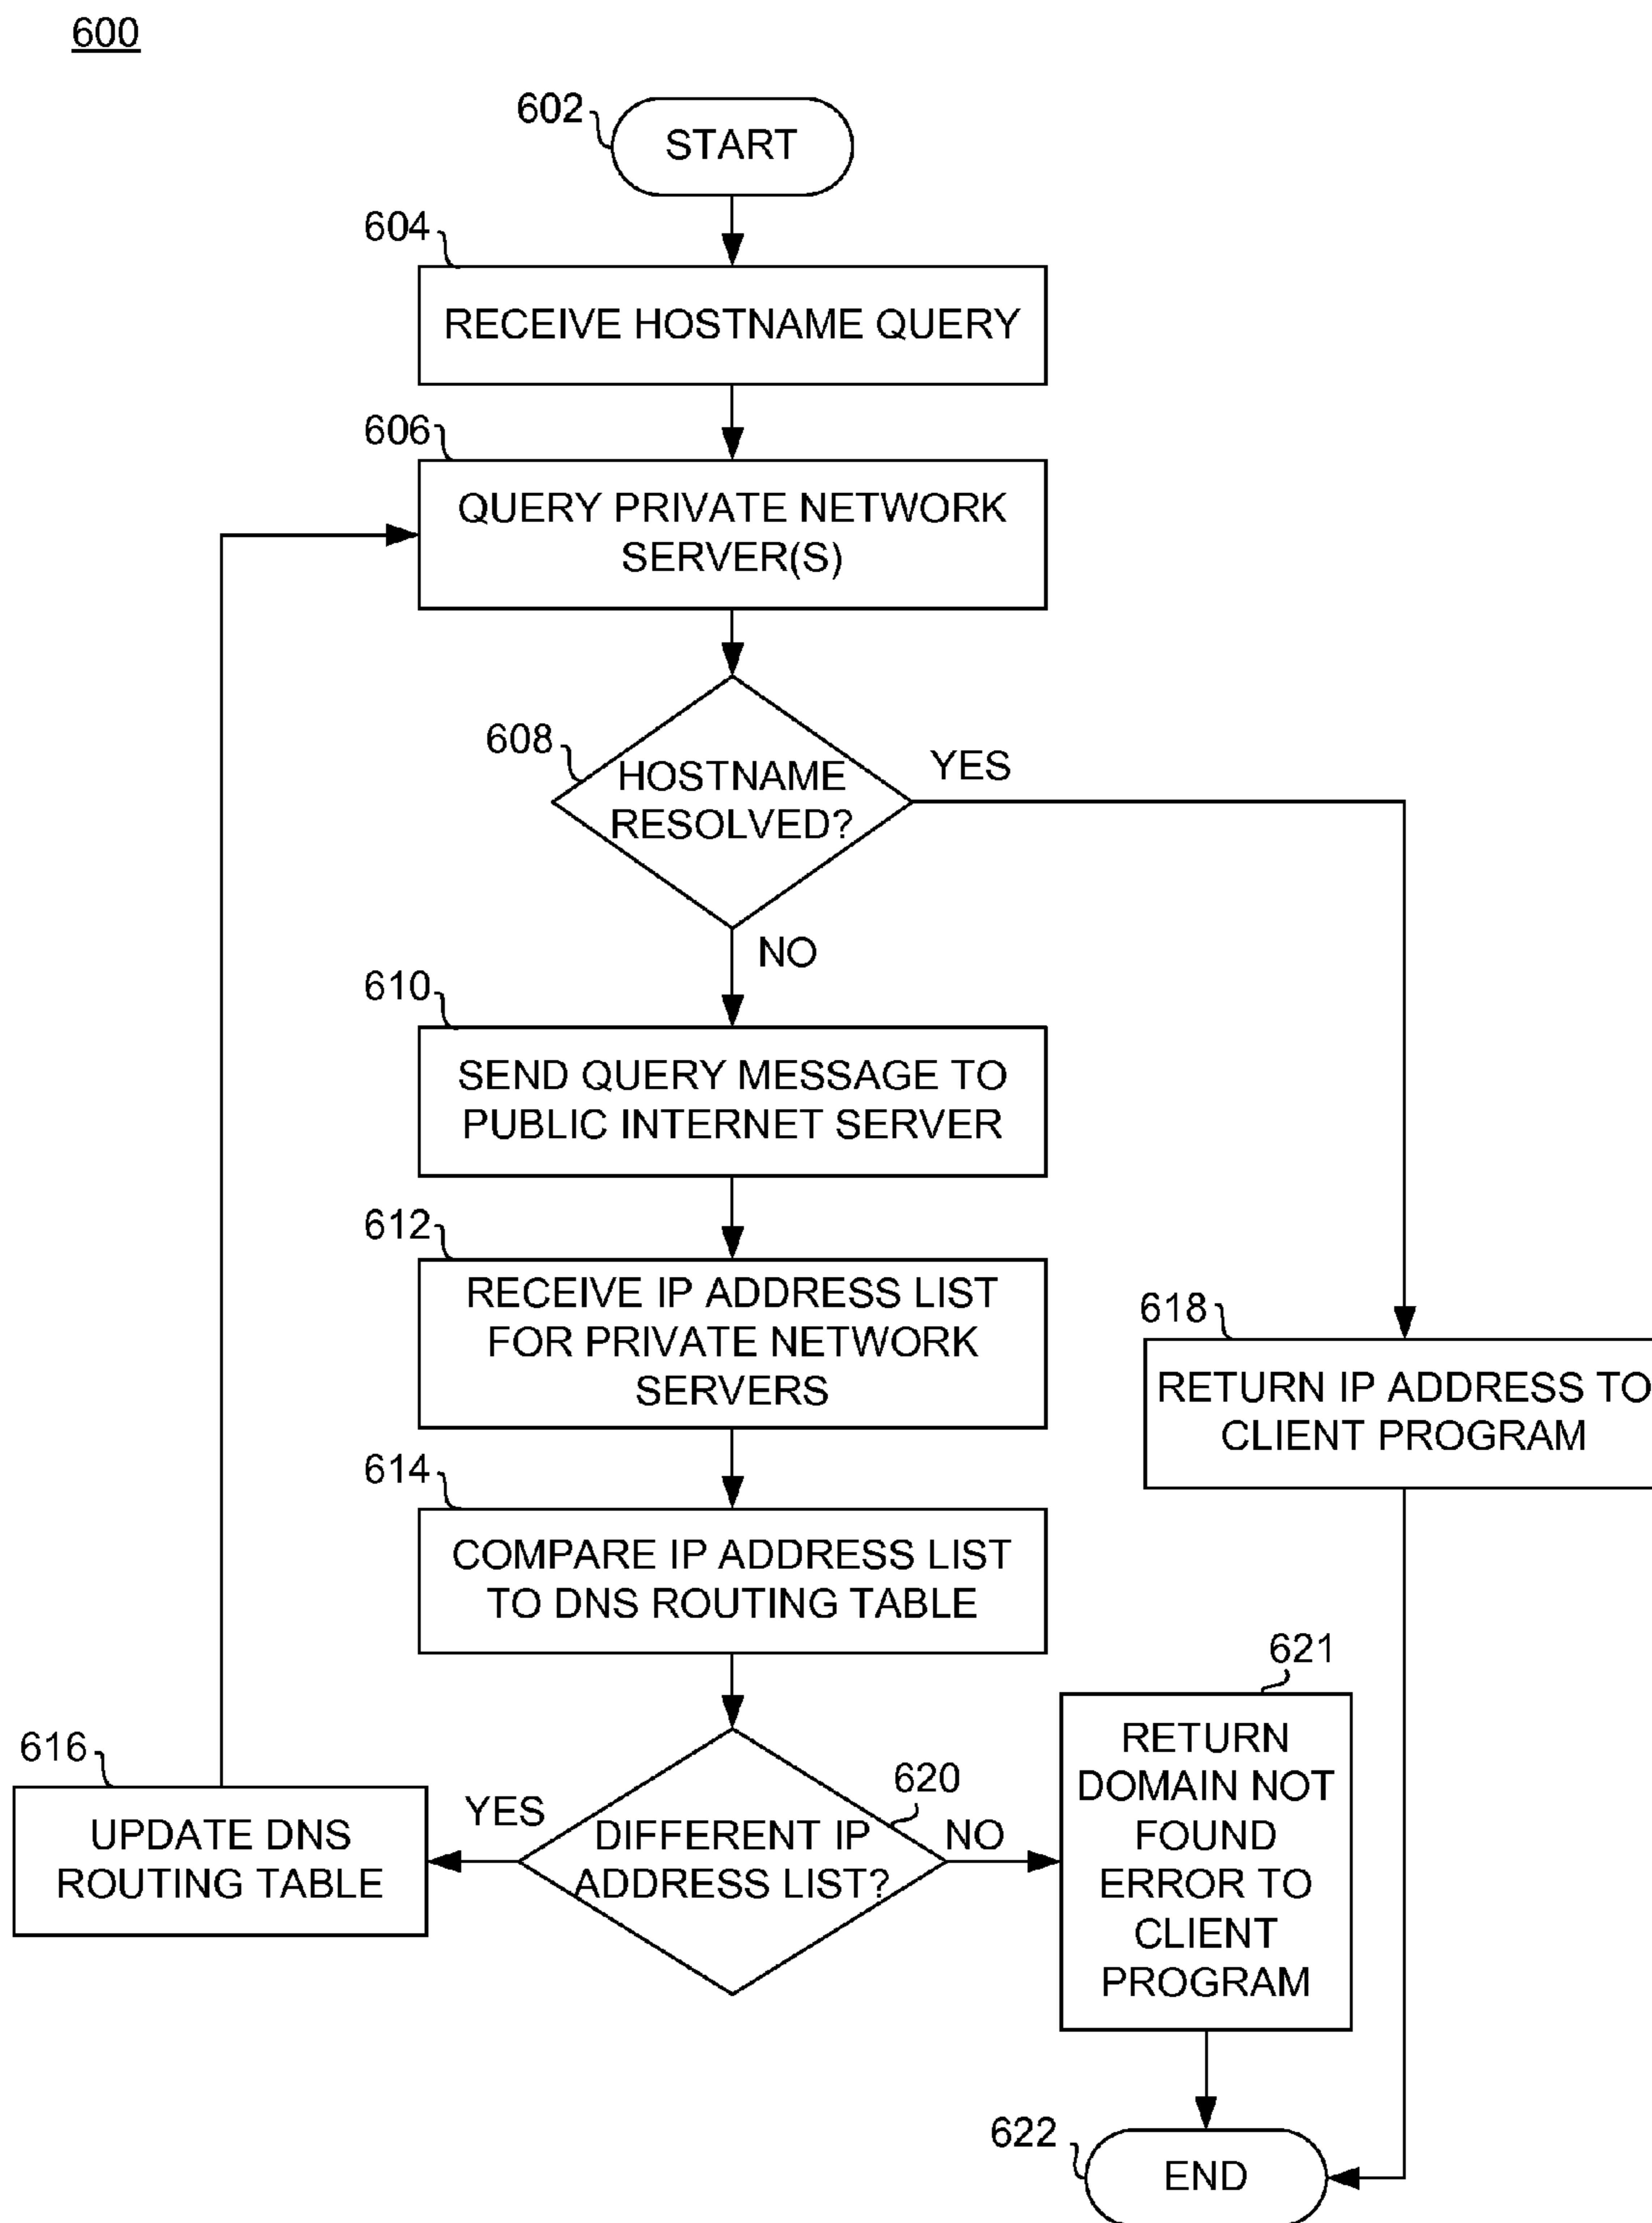 600
602
START
604
RECEIVE HOSTNAME QUERY
606
QUERY PRIVATE NETWORK
SERVER(S)
608
HOSTNAME
RESOLVED?
YES
NO
610
SEND QUERY MESSAGE TO
PUBLIC INTERNET SERVER
612
RECEIVE IP ADDRESS LIST
FOR PRIVATE NETWORK
SERVERS
618
RETURN IP ADDRESS TO
CLIENT PROGRAM
614
COMPARE IP ADDRESS LIST
TO DNS ROUTING TABLE
616
UPDATE DNS
ROUTING TABLE
YES
620
DIFFERENT IP
ADDRESS LIST?
NO
621
RETURN
DOMAIN NOT
FOUND
ERROR TO
CLIENT
PROGRAM
622
END